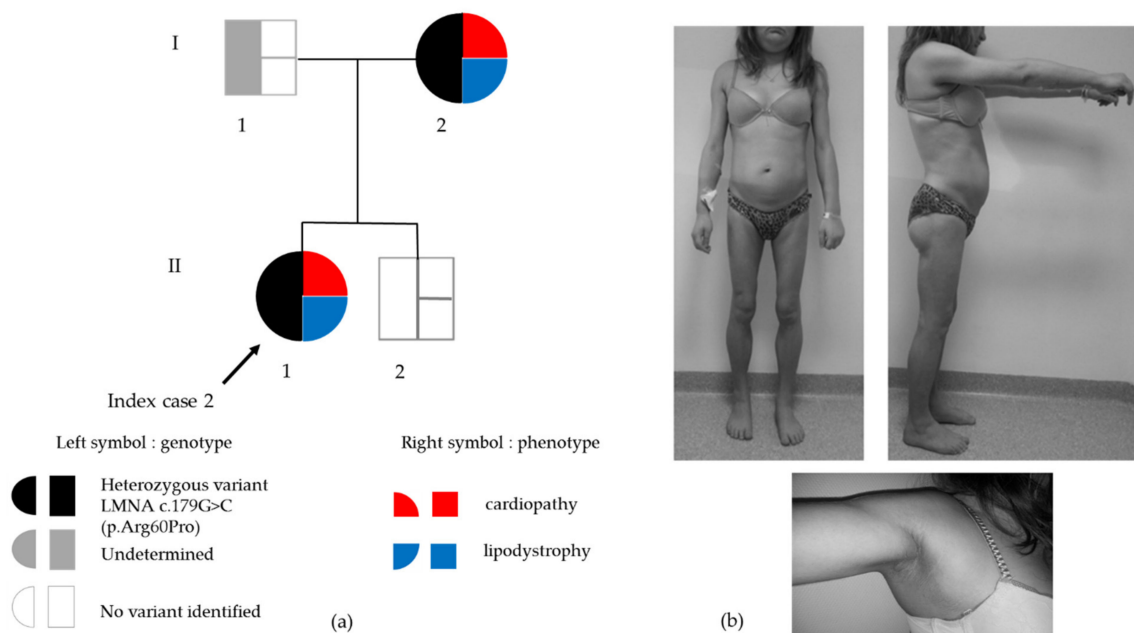 I
1
2
II
1
2
Index case 2
Left symbol : genotype
Right symbol : phenotype
Heterozygous variant
LMNA c.179G>C
(p.Arg60Pro)
Undetermined
No variant identified
cardiopathy
lipodystrophy
(a)
(b)